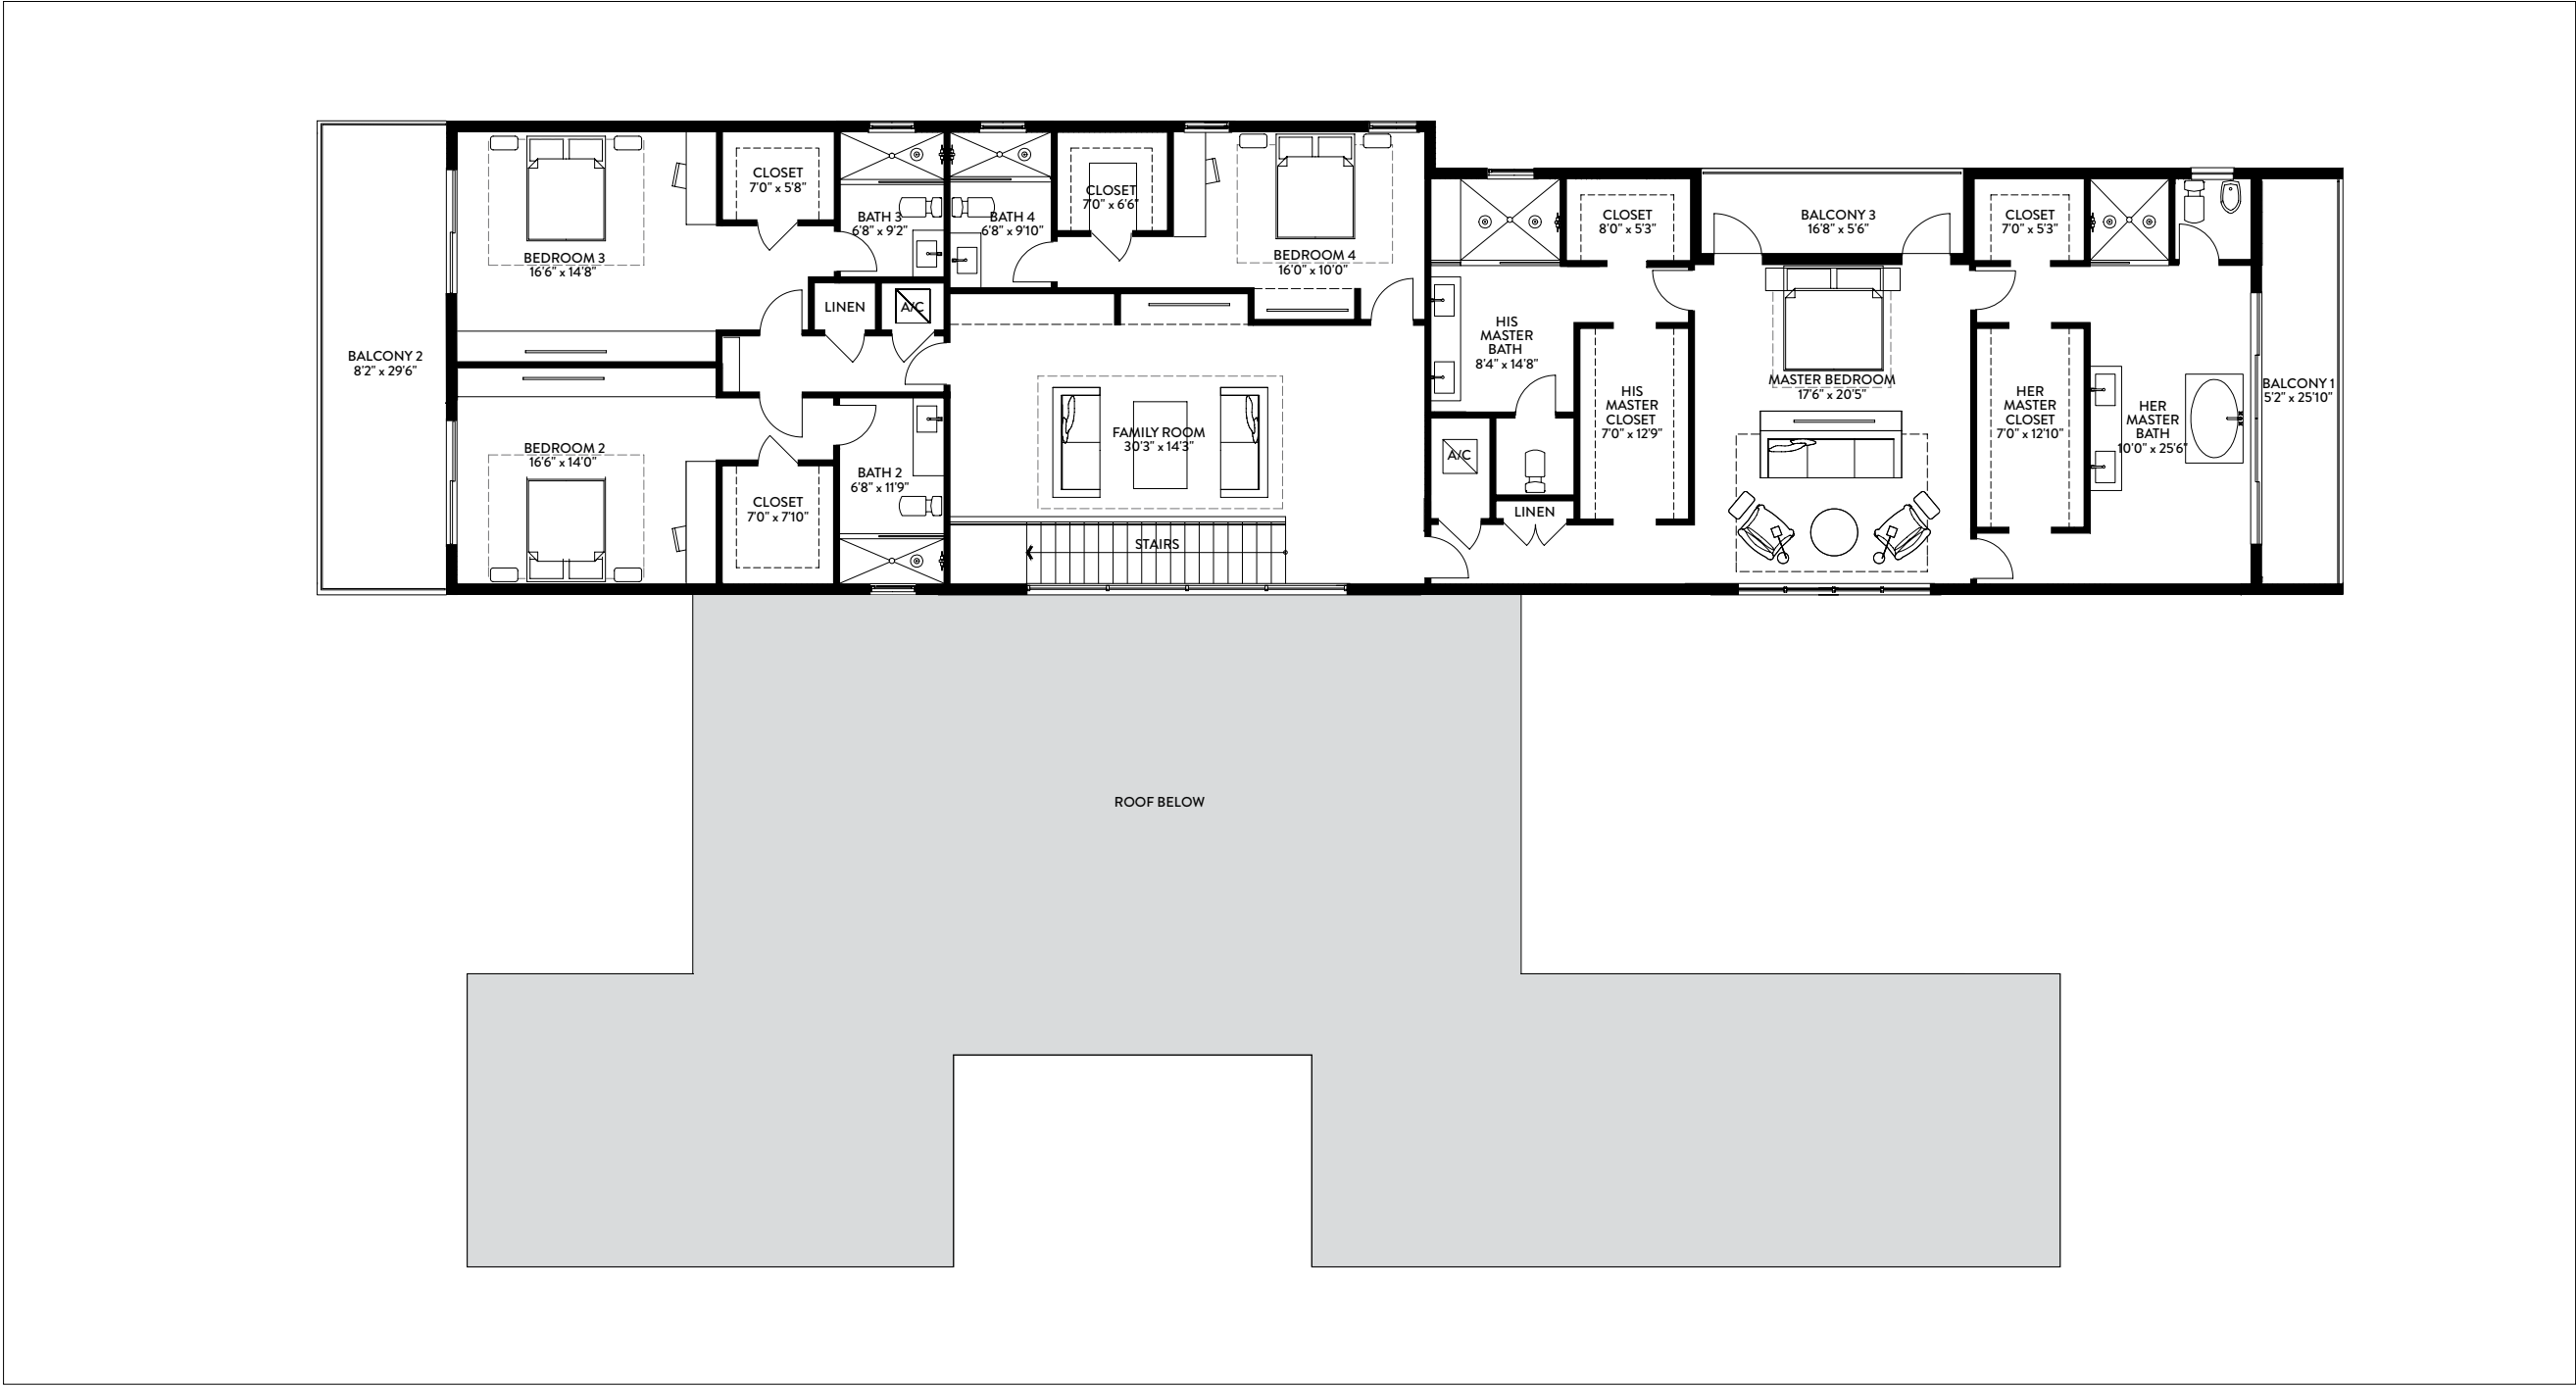 BALCONY 2
8'2" x 29'6"
BEDROOM 3
16'6" x 14'8"
CLOSET
7'0" x 5'8"
BATH 3
6'8" x 9'2"
BATH 4
6'8" x 9'10"
CLOSET
7'0" x 6'6"
BEDROOM 4
16'0" x 10'0"
LINEN
A/C
BEDROOM 2
16'6" x 14'0"
CLOSET
7'0" x 7'10"
BATH 2
6'8" x 11'9"
FAMILY ROOM
30'3" x 14'3"
STAIRS
HIS
MASTER
BATH
8'4" x 14'8"
CLOSET
8'0" x 5'3"
A/C
LINEN
HIS
MASTER
CLOSET
7'0" x 12'9"
BALCONY 3
16'8" x 5'6"
MASTER BEDROOM
17'6" x 20'5"
CLOSET
7'0" x 5'3"
HER
MASTER
CLOSET
7'0" x 12'10"
HER
MASTER
BATH
10'0" x 25'6"
BALCONY 1
5'2" x 25'10"
ROOF BELOW